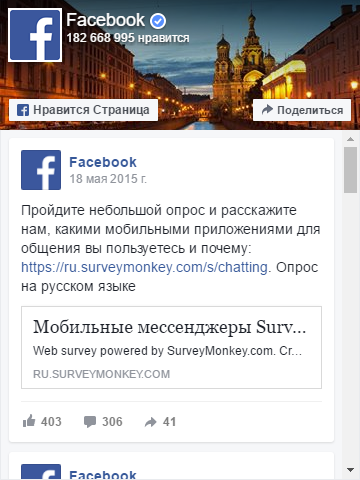 Facebook
182 668 995 нравится
Нравится Страница
Поделиться
Facebook
18 мая 2015 г.
Пройдите небольшой опрос и расскажите
нам, какими мобильными приложениями для
общения вы пользуетесь и почему:
https://ru.surveymonkey.com/s/chatting. Опрос
на русском языке
Мобильные мессенджеры Surv...
Web survey powered by SurveyMonkey.com. Cr...
RU.SURVEYMONKEY.COM
403 306 41
Facebook